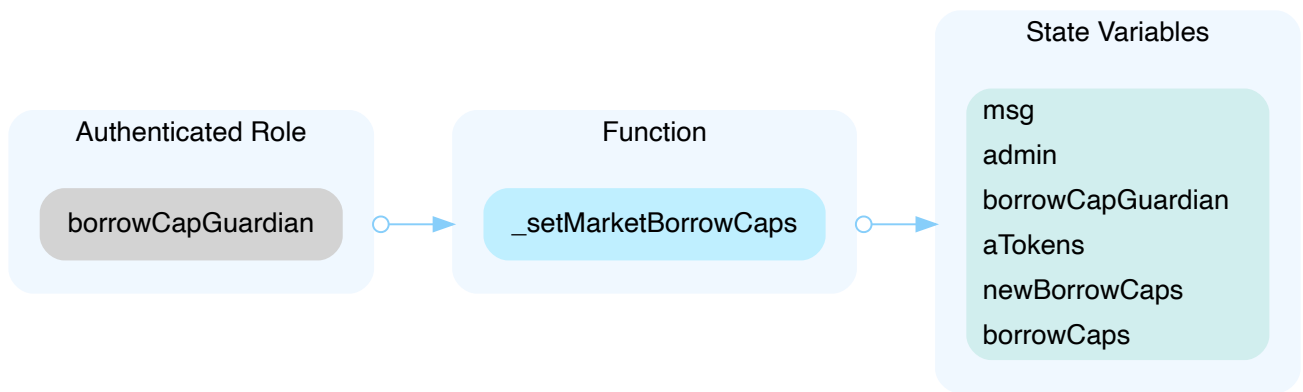 Authenticated Role
borrowCapGuardian
Function
_setMarketBorrowCaps
State Variables
msg
admin
borrowCapGuardian
aTokens
newBorrowCaps
borrowCaps